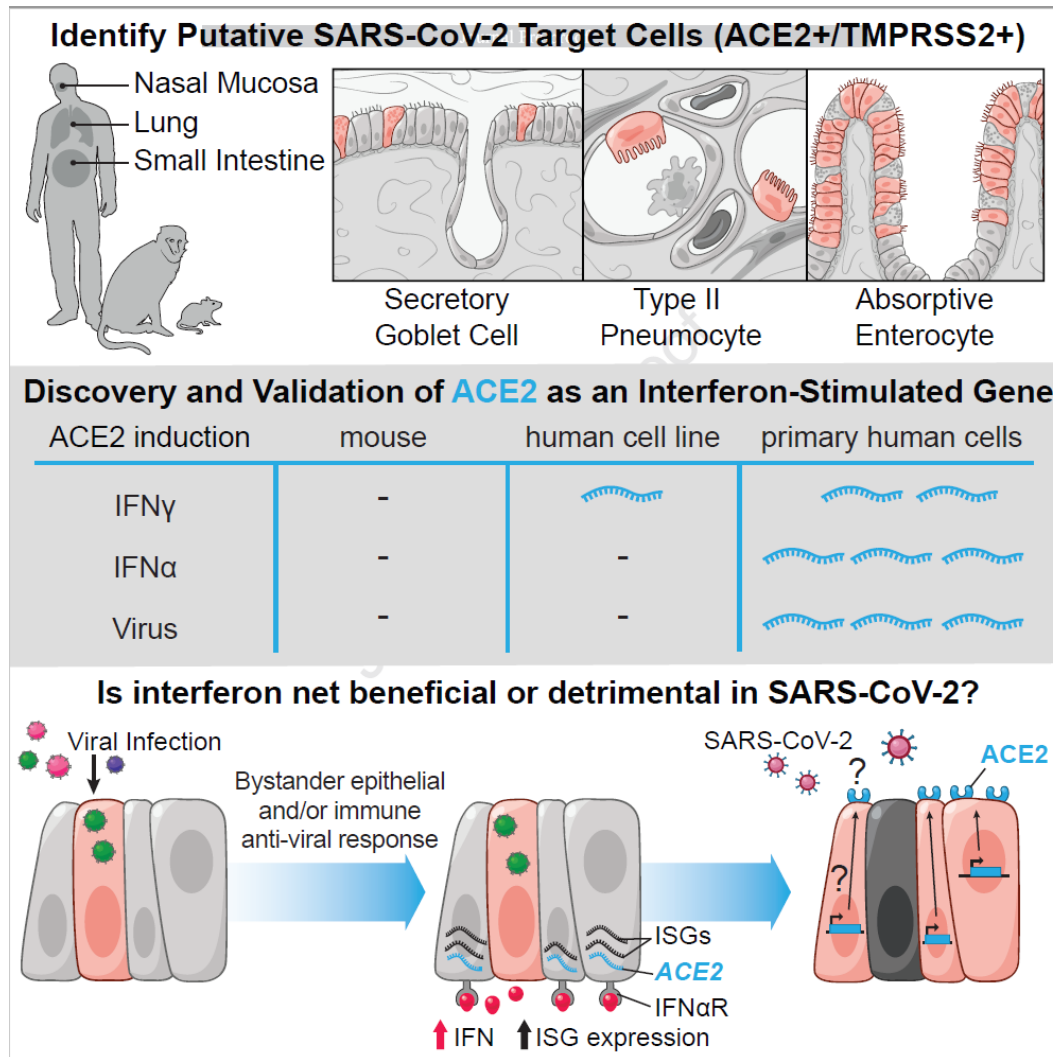 Identify Putative SARS-CoV-2 Target Cells (ACE2+/TMPRSS2+)
Nasal Mucosa
Lung
Small Intestine
Secretory
Goblet Cell
Type II
Pneumocyte
Absorptive
Enterocyte
Discovery and Validation of ACE2 as an Interferon-Stimulated Gene
ACE2 induction mouse human cell line primary human cells
IFNγ -
IFNα - -
Virus - -
Is interferon net beneficial or detrimental in SARS-CoV-2?
Viral Infection
Bystander epithelial
and/or immune
anti-viral response
ISGs
ACE2
IFNαR
IFN ISG expression
SARS-CoV-2
ACE2
?
?